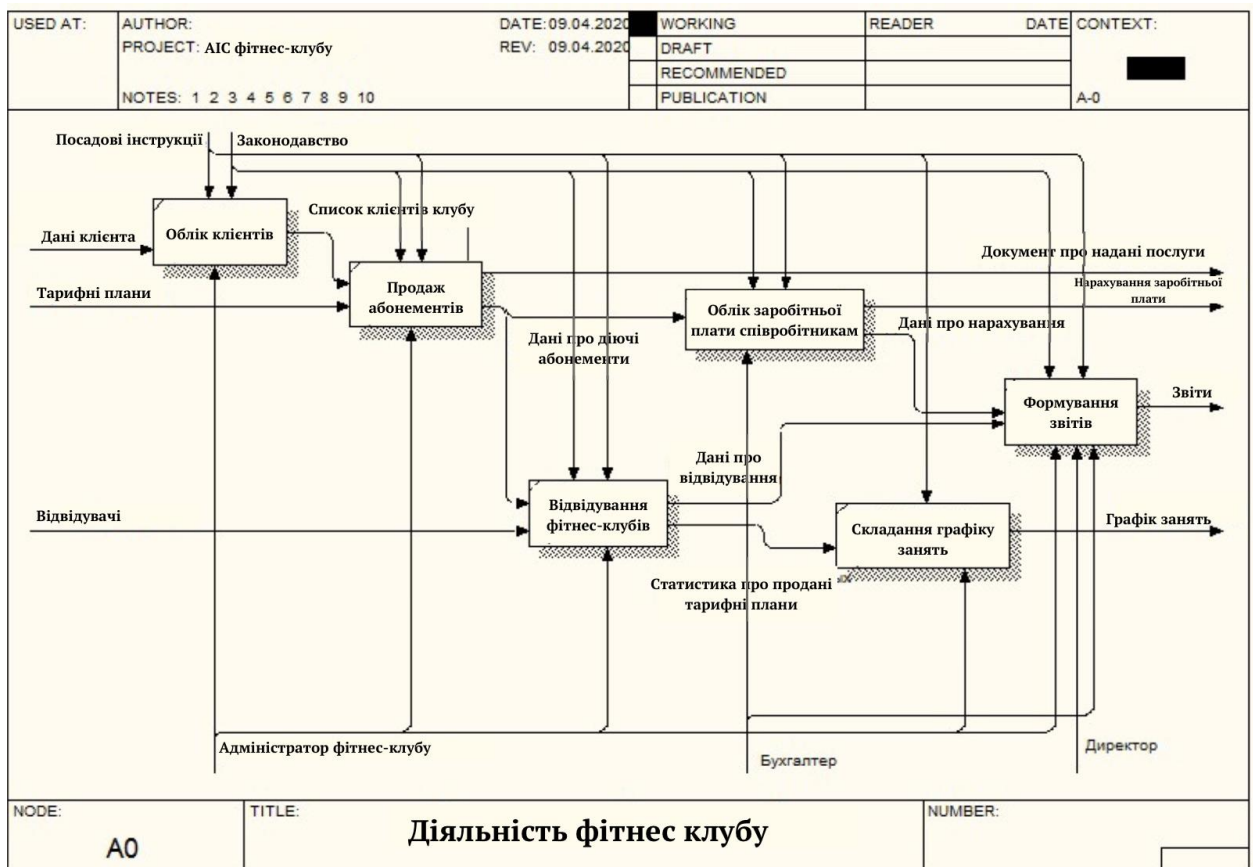 USED AT:
AUTHOR:
DATE: 09.04.2020
WORKING
READER
DATE
CONTEXT:
PROJECT: АІС фітнес-клубу
REV: 09.04.2020
DRAFT
RECOMMENDED
NOTES: 1 2 3 4 5 6 7 8 9 10
PUBLICATION
A-0
Посадові інструкції
Законодавство
Список клієнтів клубу
Дані клієнта
Облік клієнтів
Документ про надані послуги
Тарифні плани
Продаж
абонементів
Нарахування заробітної
плати
Облік заробітньої
плати співробітникам
Дані про нарахування
Дані про діючі
абонементи
Формування
звітів
Звіти
Дані про
відвідування
Відвідувачі
Відвідування
фітнес-клубів
Складання графіку
занять
Графік занять
Статистика про продані
тарифні плани
Адміністратор фітнес-клубу
Бухгалтер
Директор
NODE:
TITLE:
NUMBER:
A0
Діяльність фітнес клубу